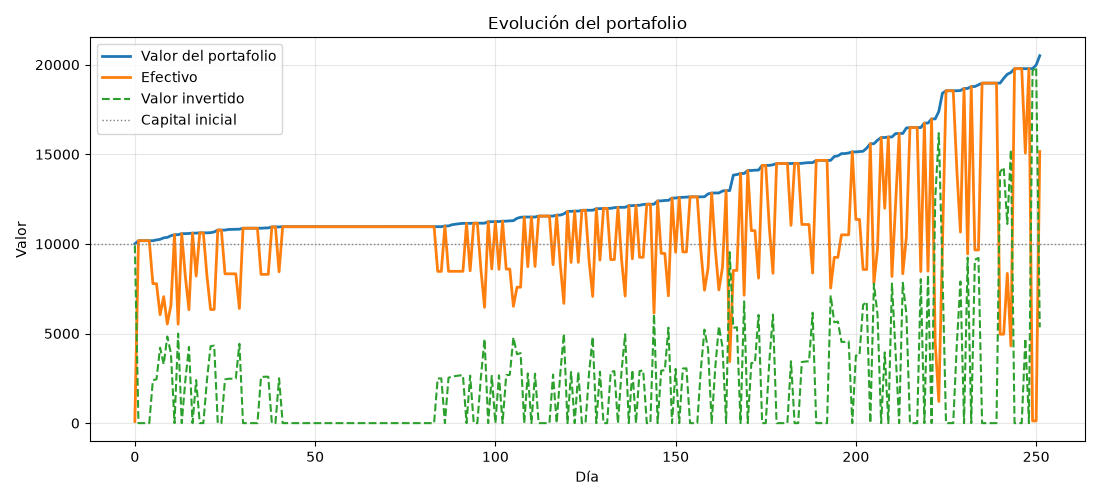 Evolución del portafolio
Valor del portafolio
Efectivo
Valor invertido
Capital inicial
Valor
20000
15000
10000
5000
0
0 50 100 150 200 250
Día